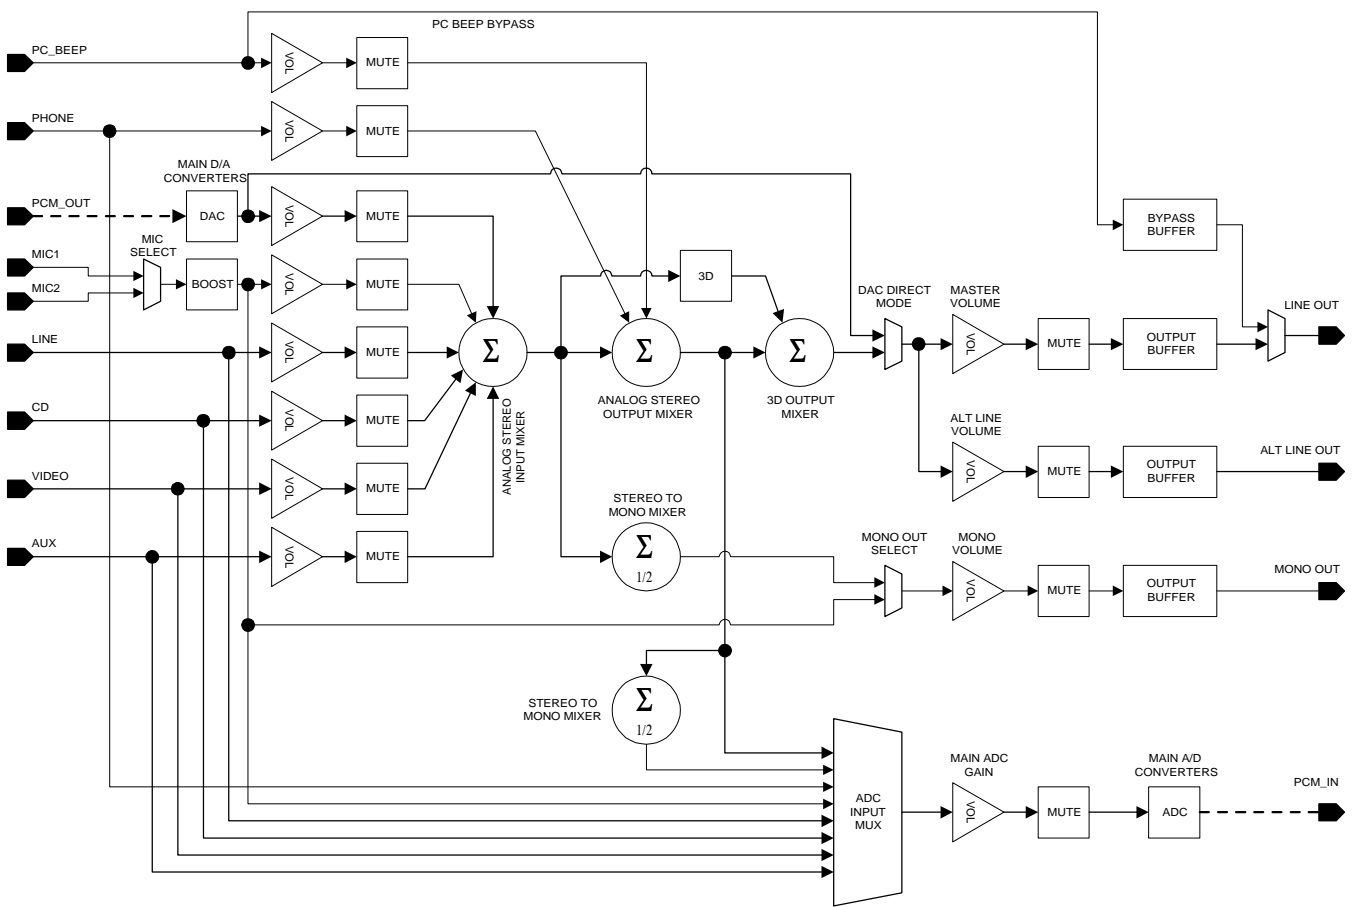 PC BEEP BYPASS
PC_BEEP
VOL
MUTE
PHONE
VOL
MUTE
MAIN D/A
CONVERTERS
PCM_OUT
DAC
VOL
MUTE
BYPASS
BUFFER
MIC
SELECT
MIC1
MIC2
BOOST
VOL
MUTE
3D
DAC DIRECT
MODE
MASTER
VOLUME
LINE OUT
LINE
VOL
MUTE
Σ
ANALOG STEREO
INPUT MIXER
Σ
ANALOG STEREO
OUTPUT MIXER
Σ
3D OUTPUT
MIXER
VOL
MUTE
OUTPUT
BUFFER
CD
VOL
MUTE
ALT LINE
VOLUME
VOL
MUTE
OUTPUT
BUFFER
ALT LINE OUT
VIDEO
VOL
MUTE
STEREO TO
MONO MIXER
Σ
1/2
AUX
VOL
MUTE
MONO OUT
SELECT
MONO
VOLUME
VOL
MUTE
OUTPUT
BUFFER
MONO OUT
STEREO TO
MONO MIXER
Σ
1/2
ADC
INPUT
MUX
MAIN ADC
GAIN
VOL
MUTE
MAIN A/D
CONVERTERS
ADC
PCM_IN